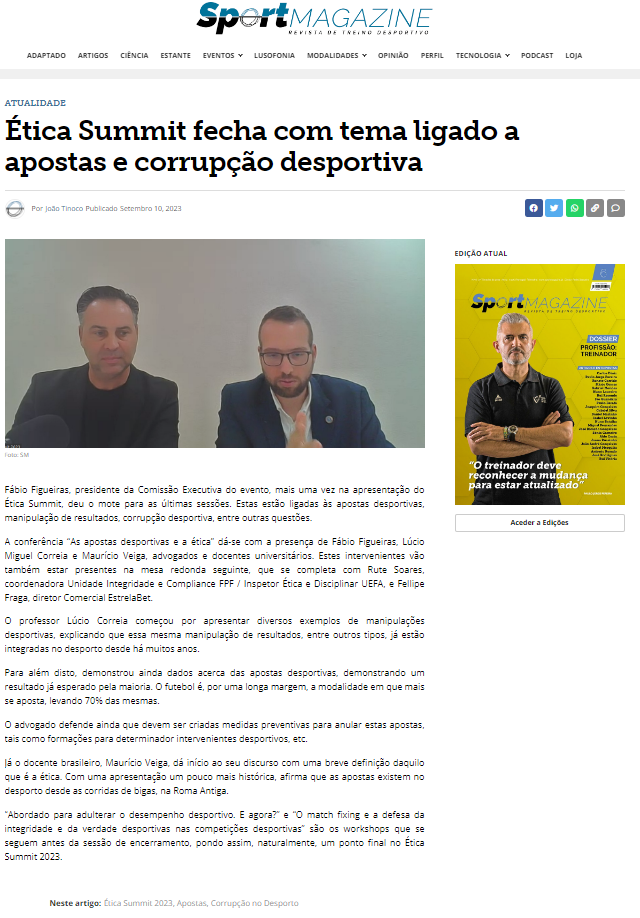 Sport MAGAZINE
REVISTA DE TREINO DESPORTIVO
ADAPTADO ARTIGOS CIÊNCIA ESTANTE EVENTOS LUSOFONIA MODALIDADES OPINIÃO PERFIL TECNOLOGIA PODCAST LOJA
ATUALIDADE
Ética Summit fecha com tema ligado a
apostas e corrupção desportiva
Por João Tinoco Publicado Setembro 10, 2023
Foto: SM
Fábio Figueiras, presidente da Comissão Executiva do evento, mais uma vez na apresentação do
Ética Summit, deu o mote para as últimas sessões. Estas estão ligadas às apostas desportivas,
manipulação de resultados, corrupção desportiva, entre outras questões.
A conferência “As apostas desportivas e a ética” dá-se com a presença de Fábio Figueiras, Lúcio
Miguel Correia e Maurício Veiga, advogados e docentes universitários. Estes intervenientes vão
também estar presentes na mesa redonda seguinte, que se completa com Rute Soares,
coordenadora Unidade Integridade e Compliance FPF / Inspetor Ética e Disciplinar UEFA, e Fellipe
Fraga, diretor Comercial EstrelaBet.
O professor Lúcio Correia começou por apresentar diversos exemplos de manipulações
desportivas, explicando que essa mesma manipulação de resultados, entre outros tipos, já estão
integradas no desporto desde há muitos anos.
Para além disto, demonstrou ainda dados acerca das apostas desportivas, demonstrando um
resultado já esperado pela maioria. O futebol é, por uma longa margem, a modalidade em que mais
se aposta, levando 70% das mesmas.
O advogado defende ainda que devem ser criadas medidas preventivas para anular estas apostas,
tais como formações para determinador intervenientes desportivos, etc.
Já o docente brasileiro, Maurício Veiga, dá início ao seu discurso com uma breve definição daquilo
que é a ética. Com uma apresentação um pouco mais histórica, afirma que as apostas existem no
desporto desde as corridas de bigas, na Roma Antiga.
“Abordado para adulterar o desempenho desportivo. E agora?” e “O match fixing e a defesa da
integridade e da verdade desportivas nas competições desportivas” são os workshops que se
seguem antes da sessão de encerramento, pondo assim, naturalmente, um ponto final no Ética
Summit 2023.
Neste artigo: Ética Summit 2023, Apostas, Corrupção no Desporto
EDIÇÃO ATUAL
Sport MAGAZINE
REVISTA DE TREINO DESPORTIVO
DOSSIER
PROFISSÃO:
TREINADOR
“O treinador deve
reconhecer a mudança
para estar atualizado”
Aceder a Edições